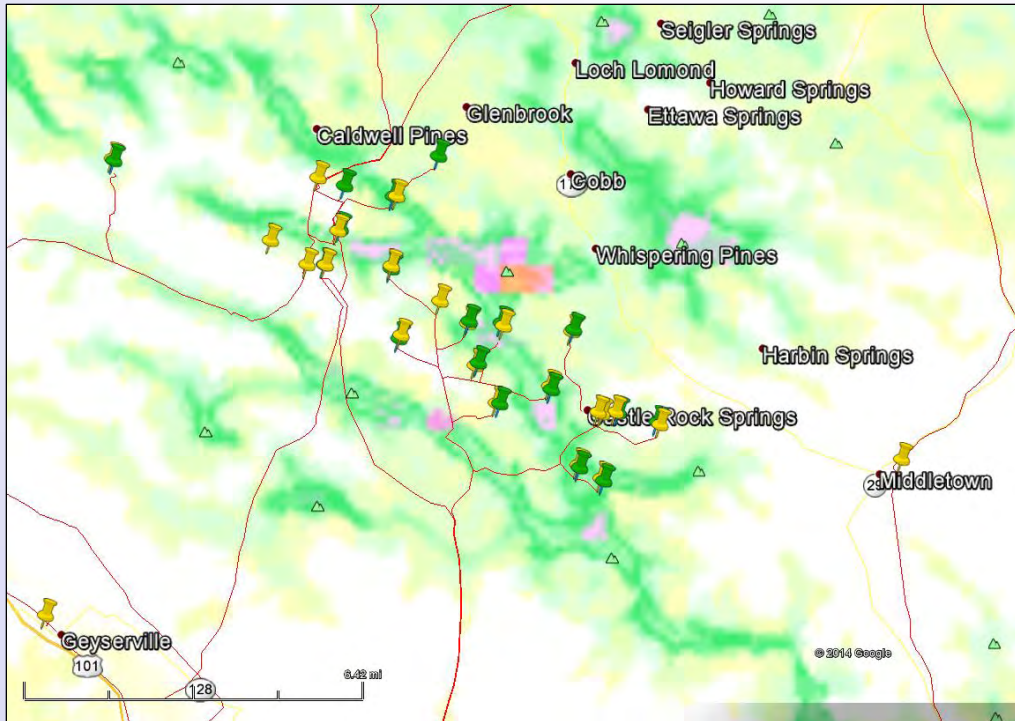 Seigler Springs
Loch Lomond
Howard Springs
Glenbrook
Ettawa Springs
Caldwell Pines
Cobb
Whispering Pines
Harbin Springs
Castle Rock Springs
29
Middletown
Geyserville
101
128
6.42 mi
© 2014 Google